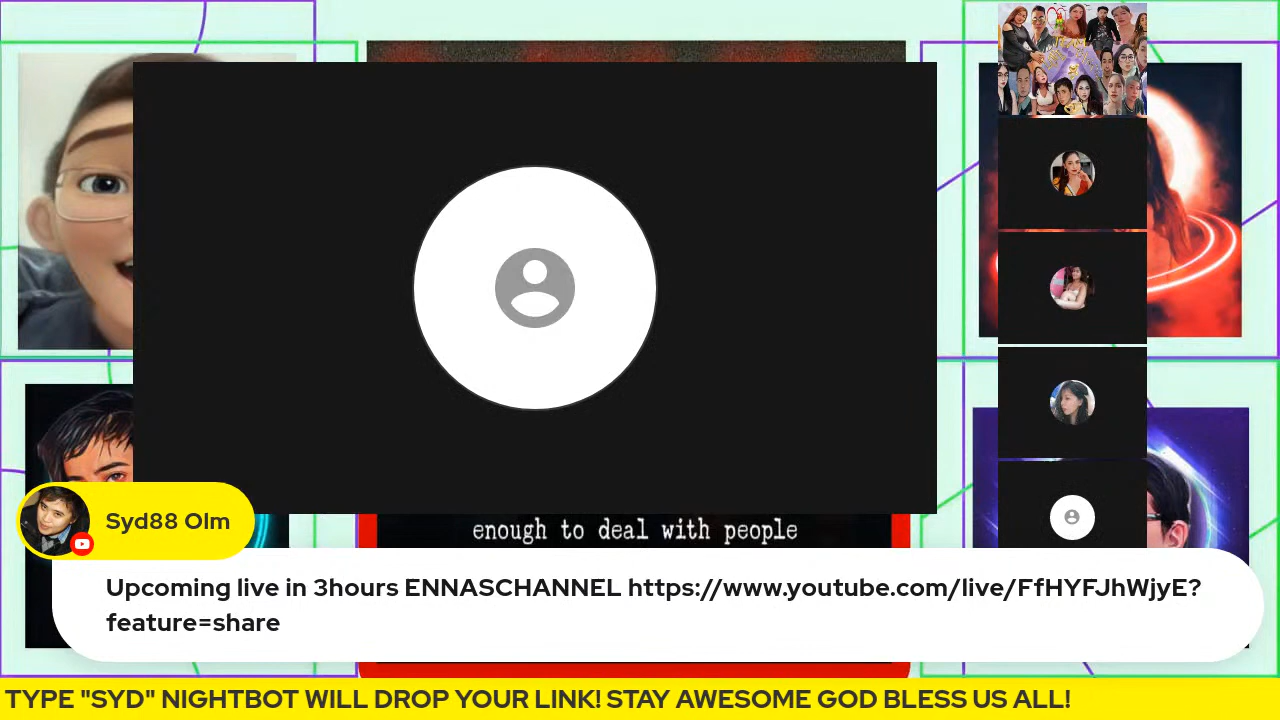 enough to deal with people
Syd88 Olm
Upcoming live in 3hours ENNASCHANNEL https://www.youtube.com/live/FfHYFJhWjyE?
feature=share
TYPE "SYD" NIGHTBOT WILL DROP YOUR LINK! STAY AWESOME GOD BLESS US ALL!